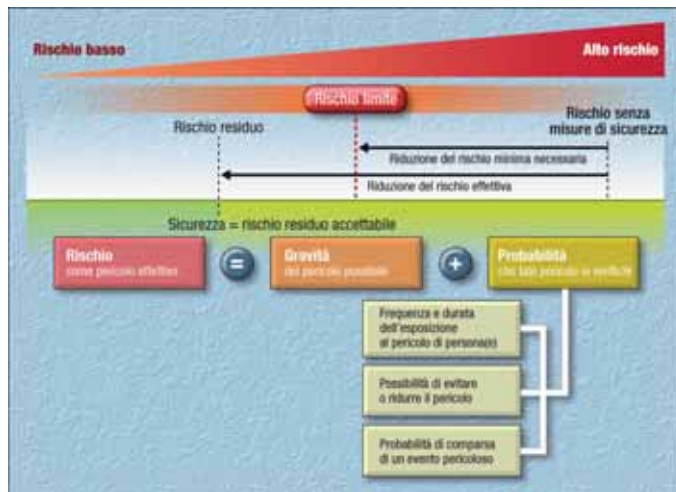 Rischio basso
Alto rischio
Rischio limite
Rischio residuo
Rischio senza
misure di sicurezza
Riduzione del rischio minima necessaria
Riduzione del rischio effettiva
Sicurezza = rischio residuo accettabile
Rischio
come pericolo effettivo
=
Gravità
del pericolo possibile
+
Probabilità
che tale pericolo si verifichi
Frequenza e durata
dell'esposizione
al pericolo di persona(e)
Possibilità di evitare
o ridurre il pericolo
Probabilità di comparsa
di un evento pericoloso